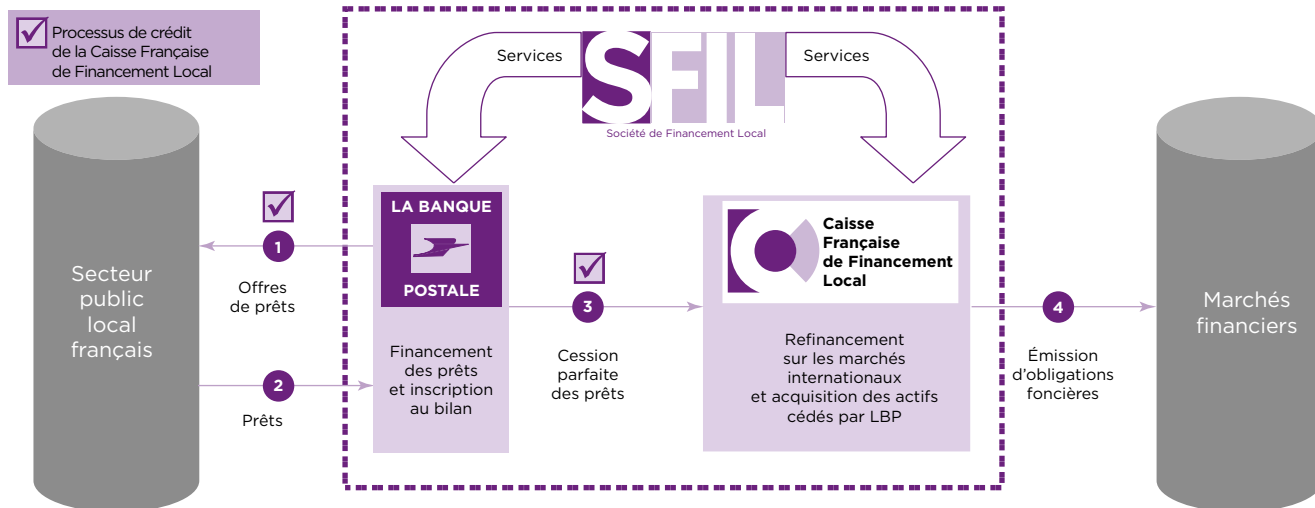 Processus de crédit
de la Caisse Française
de Financement Local
Services
SFIL
Services
Société de Financement Local
Secteur
public
local
français
1
Offres
de prêts
2
Prêts
LA BANQUE
POSTALE
Financement
des prêts
et inscription
au bilan
3
Cession
parfaite
des prêts
Caisse
Française
de Financement
Local
Refinancement
sur les marchés
internationaux
et acquisition des actifs
cédés par LBP
4
Émission
d'obligations
foncières
Marchés
financiers